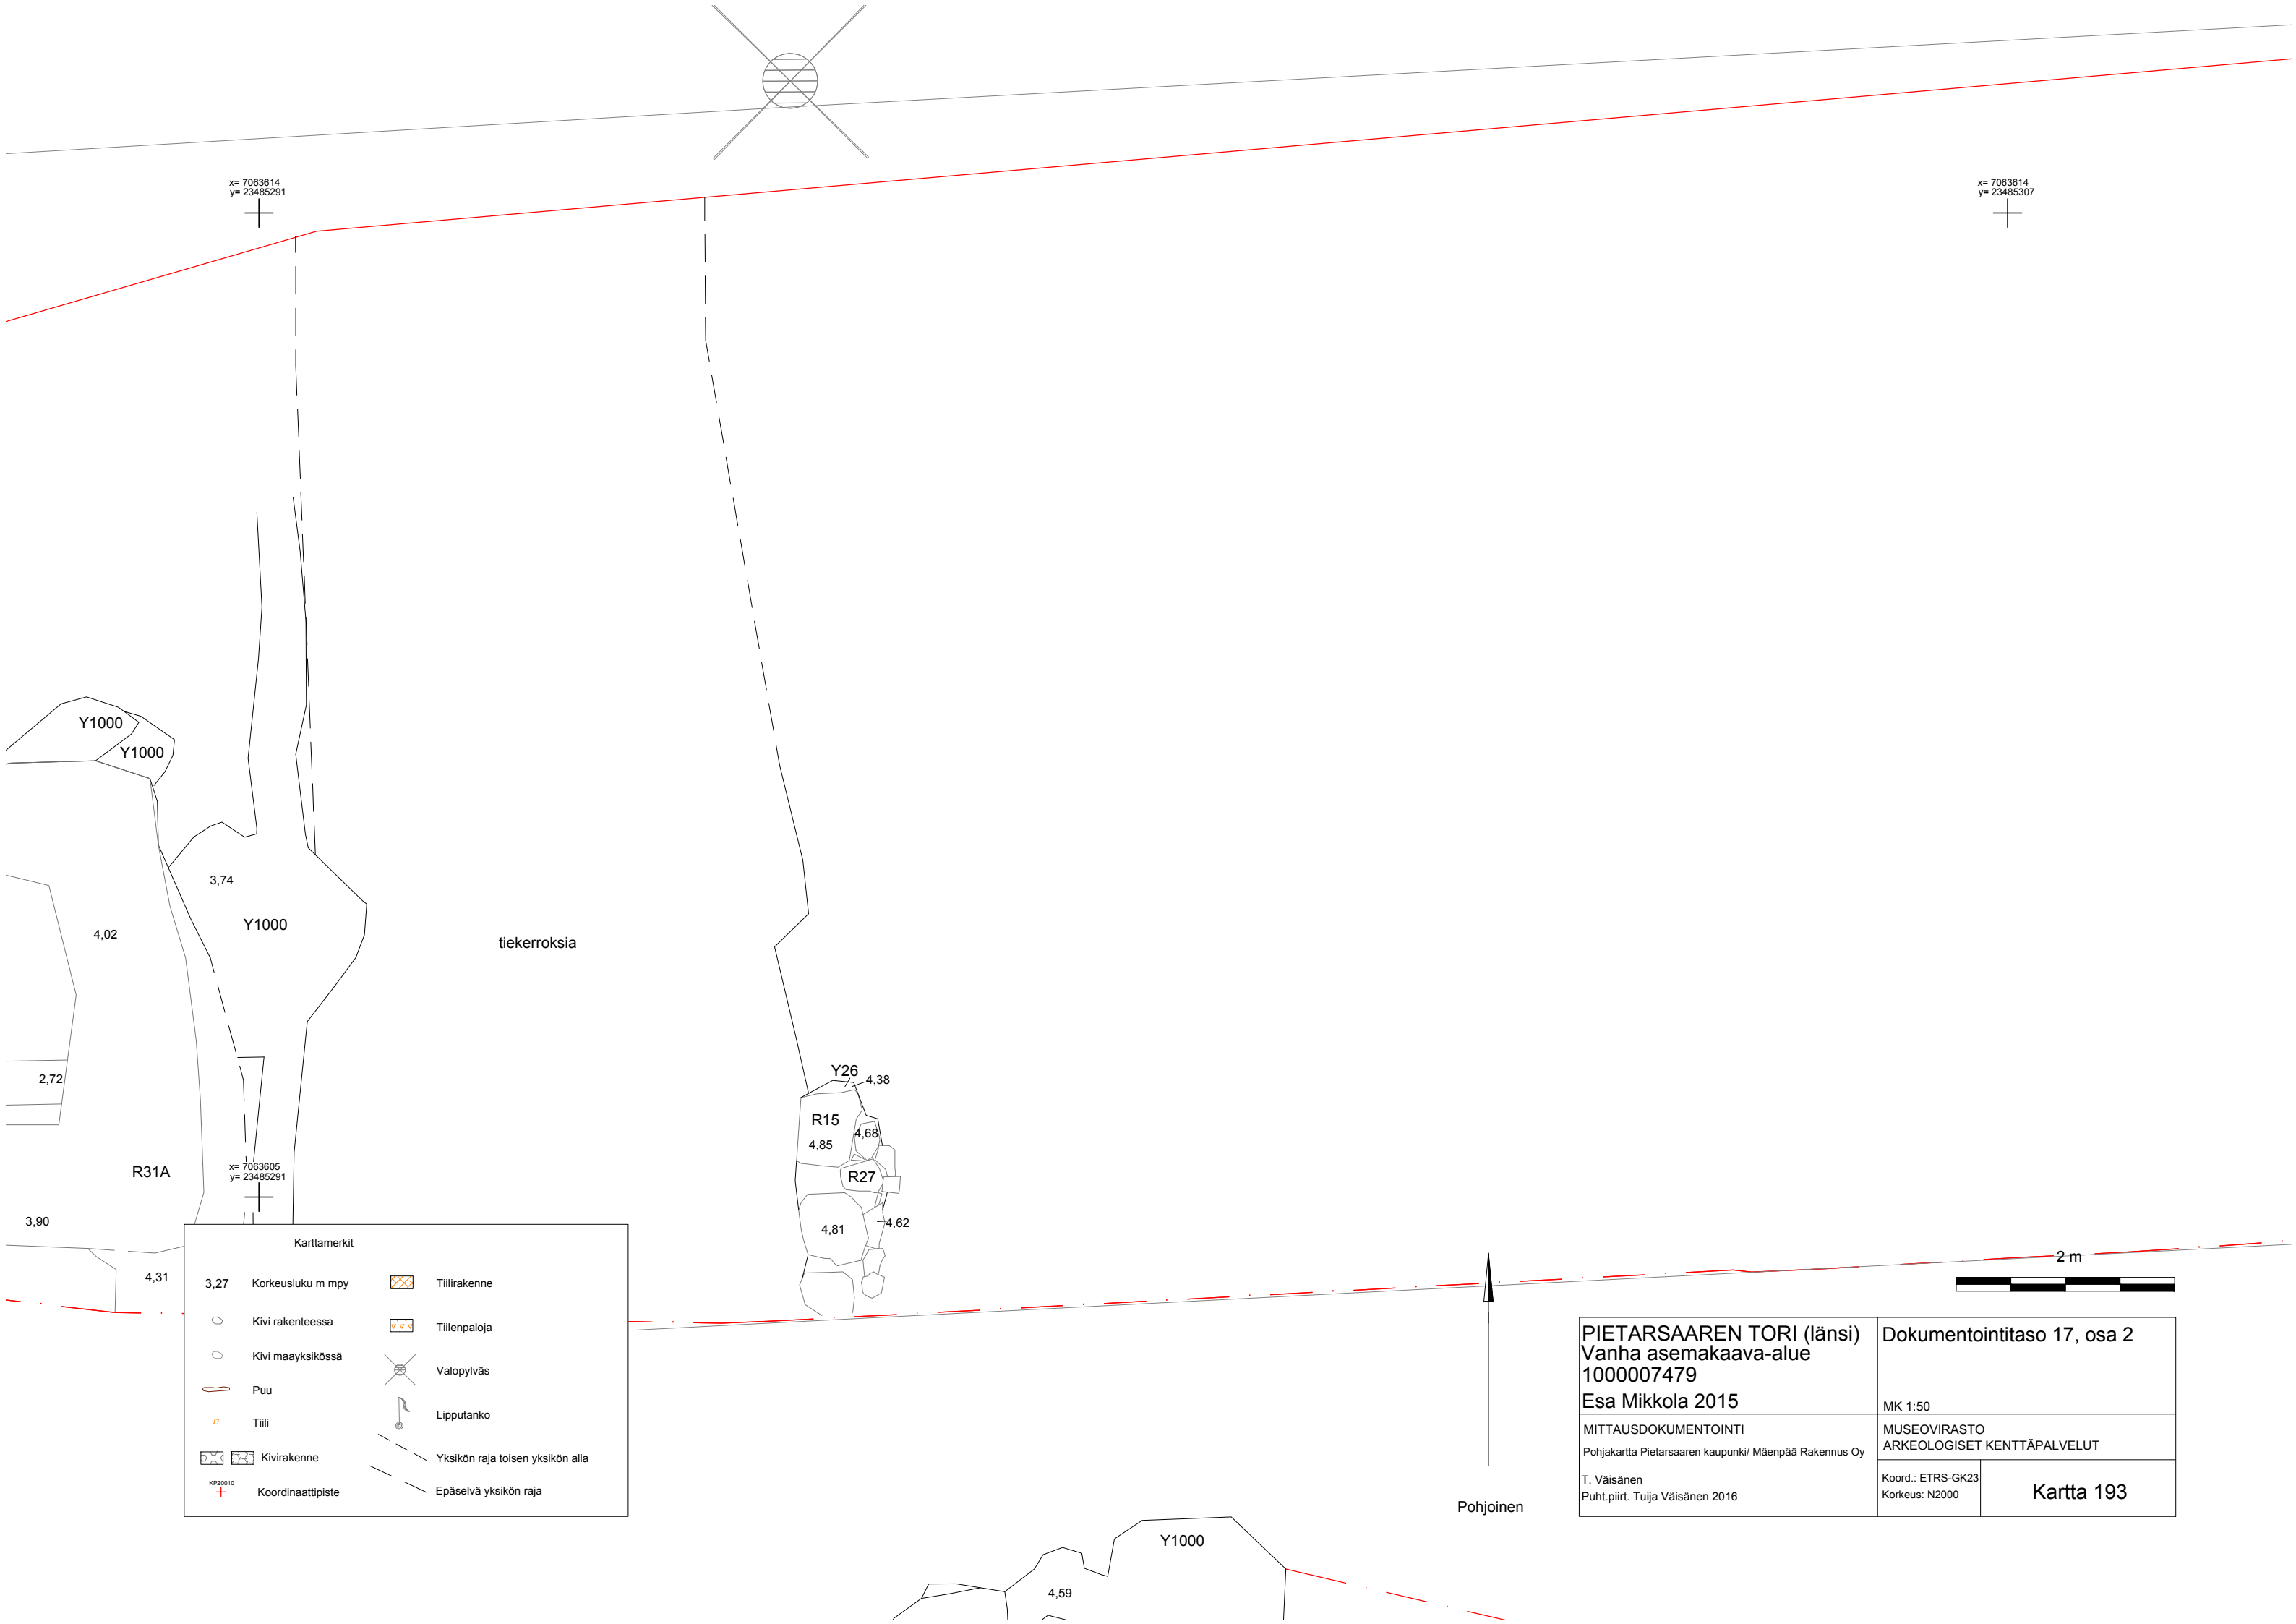 x= 7063614
y= 23485291
x= 7063614
y= 23485307
Y1000
Y1000
3,74
Y1000
4,02
tiekerroksia
2,72
Y26
4,38
R15
4,85
4,68
R27
4,81
4,62
R31A
x= 7063605
y= 23485291
3,90
4,31
Karttamerkit
3,27 Korkeusluku m mpy
Kivi rakenteessa
Kivi maayksikössä
Puu
Tiili
Kivirakenne
KP20010
Koordinaattipiste
Tiilirakenne
Tiilenpaloja
Valopylväs
Lipputanko
Yksikön raja toisen yksikön alla
Epäselvä yksikön raja
Pohjoinen
2 m
PIETARSAAREN TORI (länsi)
Vanha asemakaava-alue
1000007479
Esa Mikkola 2015
Dokumentointitaso 17, osa 2
MK 1:50
MITTAUSDOKUMENTOINTI
Pohjakartta Pietarsaaren kaupunki/ Mäenpää Rakennus Oy
T. Väisänen
Puht.piirt. Tuija Väisänen 2016
MUSEOVIRASTO
ARKEOLOGISET KENTTÄPALVELUT
Koord.: ETRS-GK23
Korkeus: N2000
Kartta 193
Y1000
4,59